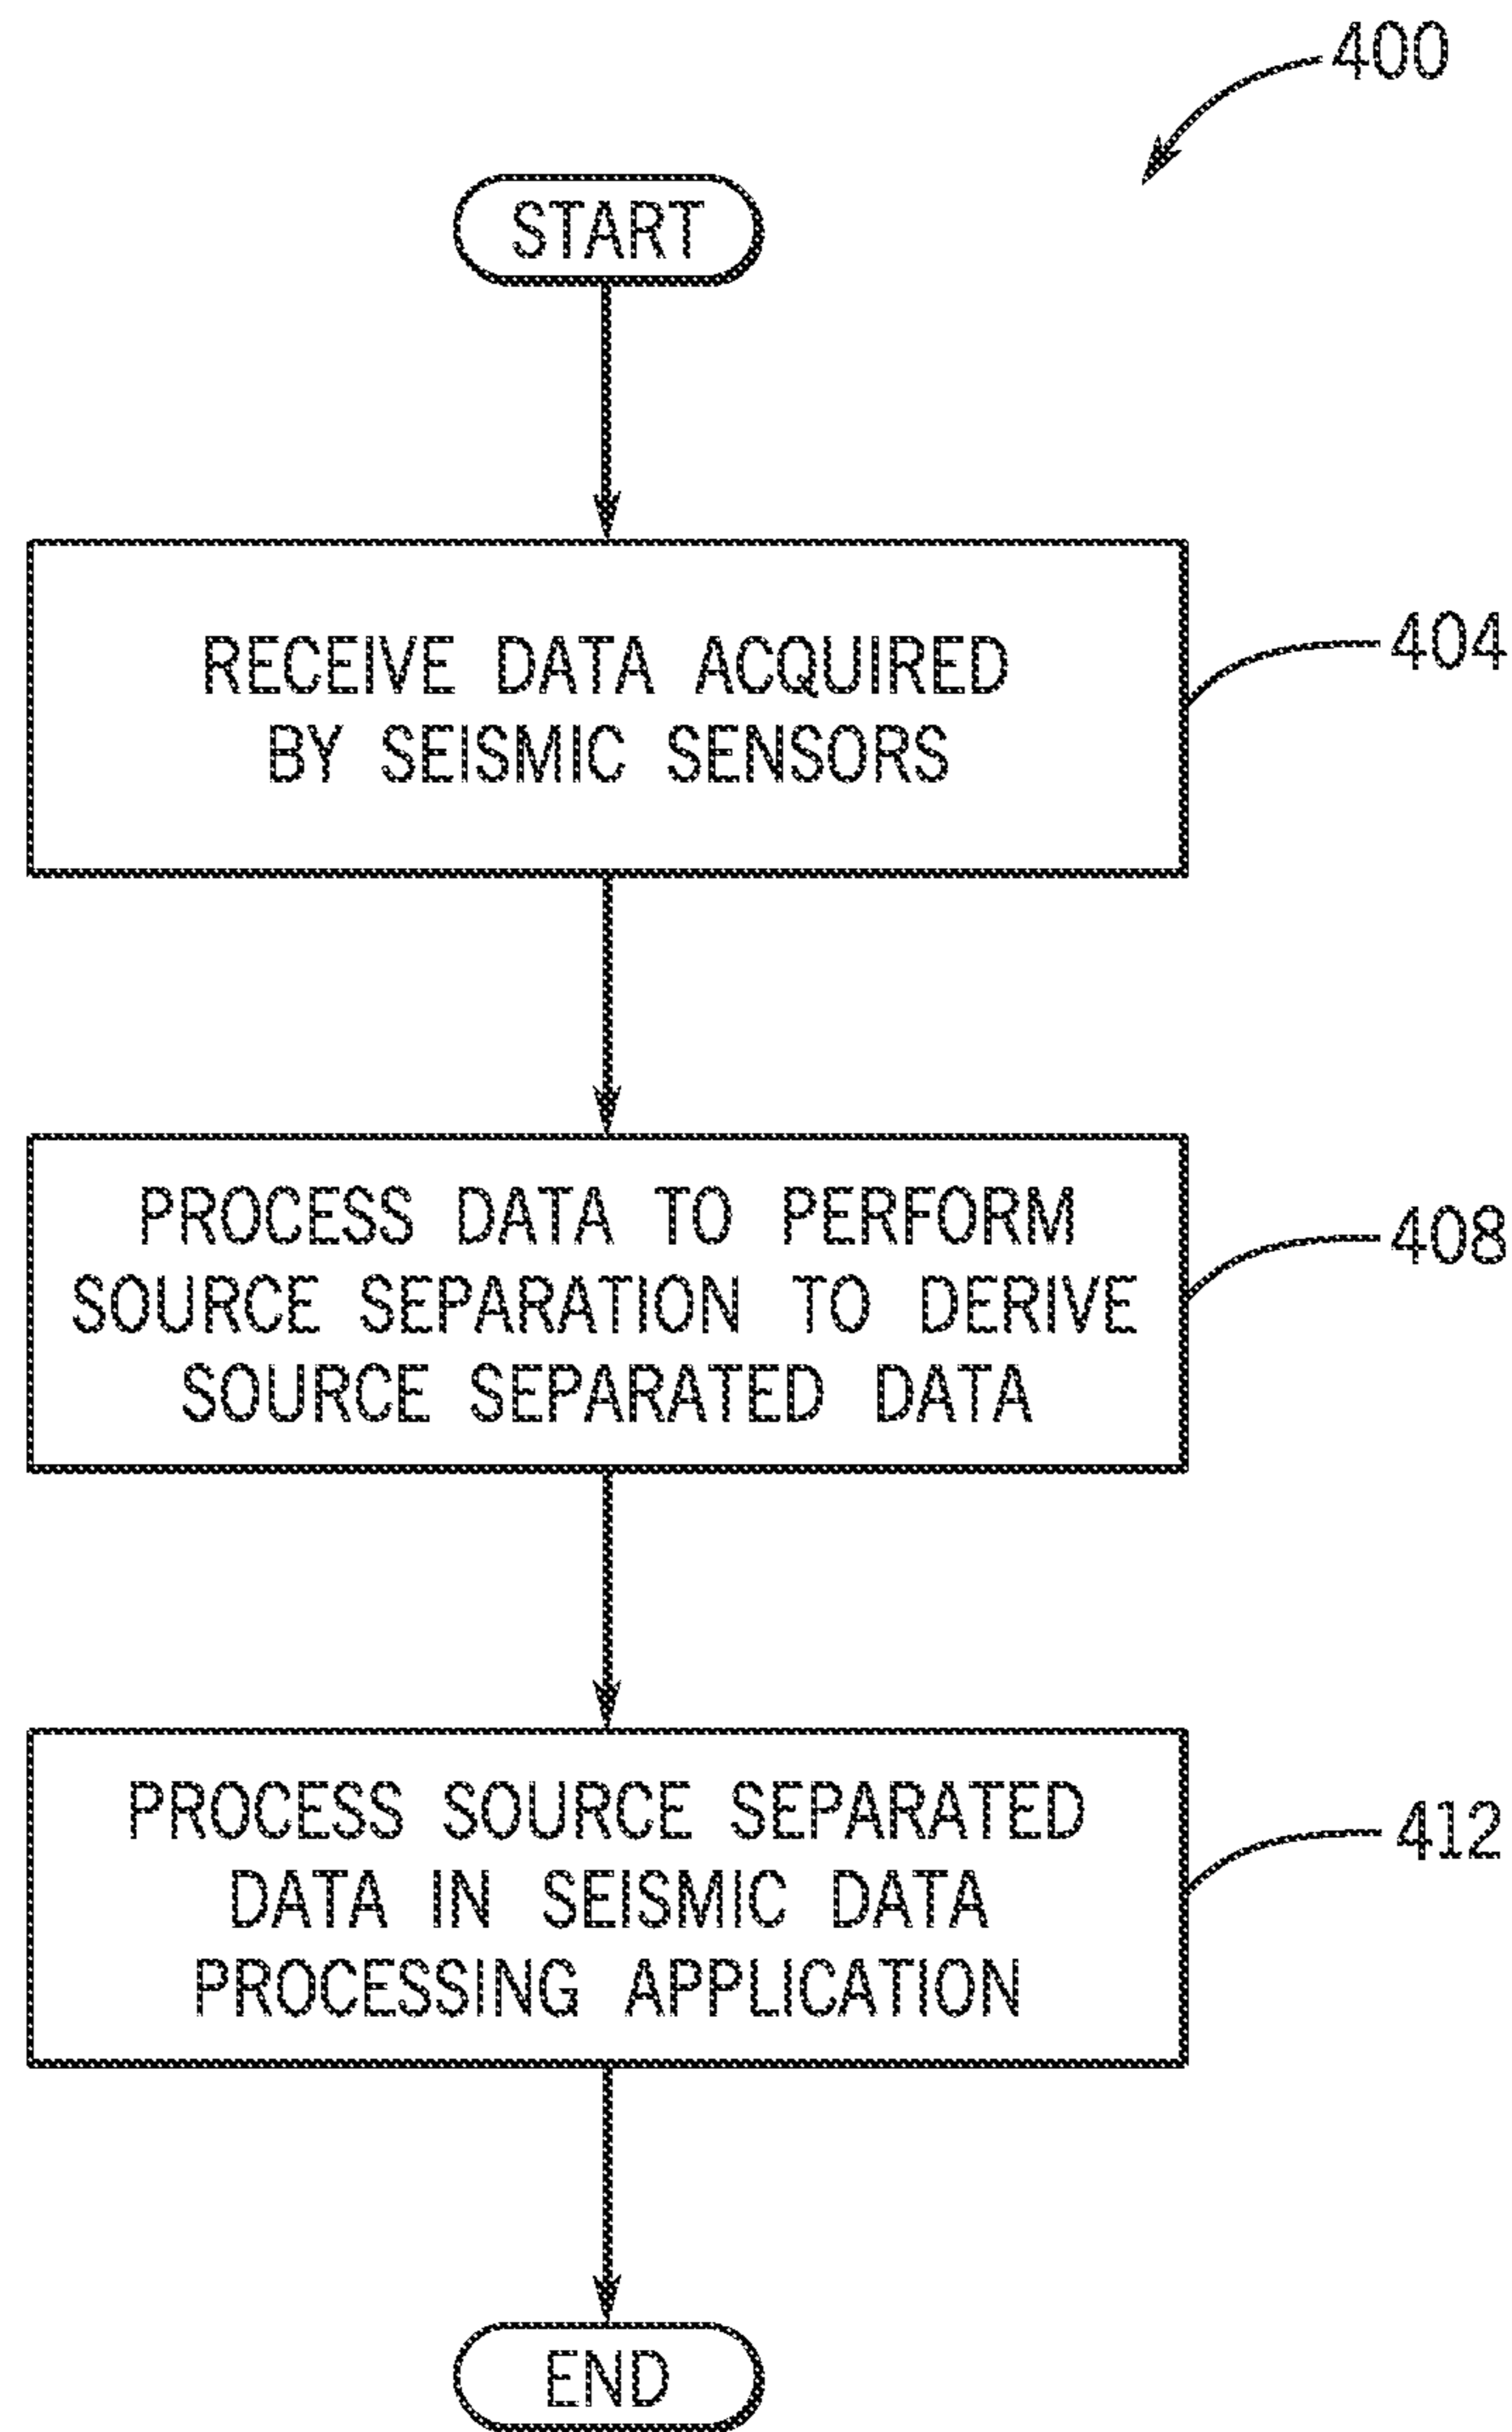 400
START
RECEIVE DATA ACQUIRED
BY SEISMIC SENSORS
404
PROCESS DATA TO PERFORM
SOURCE SEPARATION TO DERIVE
SOURCE SEPARATED DATA
408
PROCESS SOURCE SEPARATED
DATA IN SEISMIC DATA
PROCESSING APPLICATION
412
END